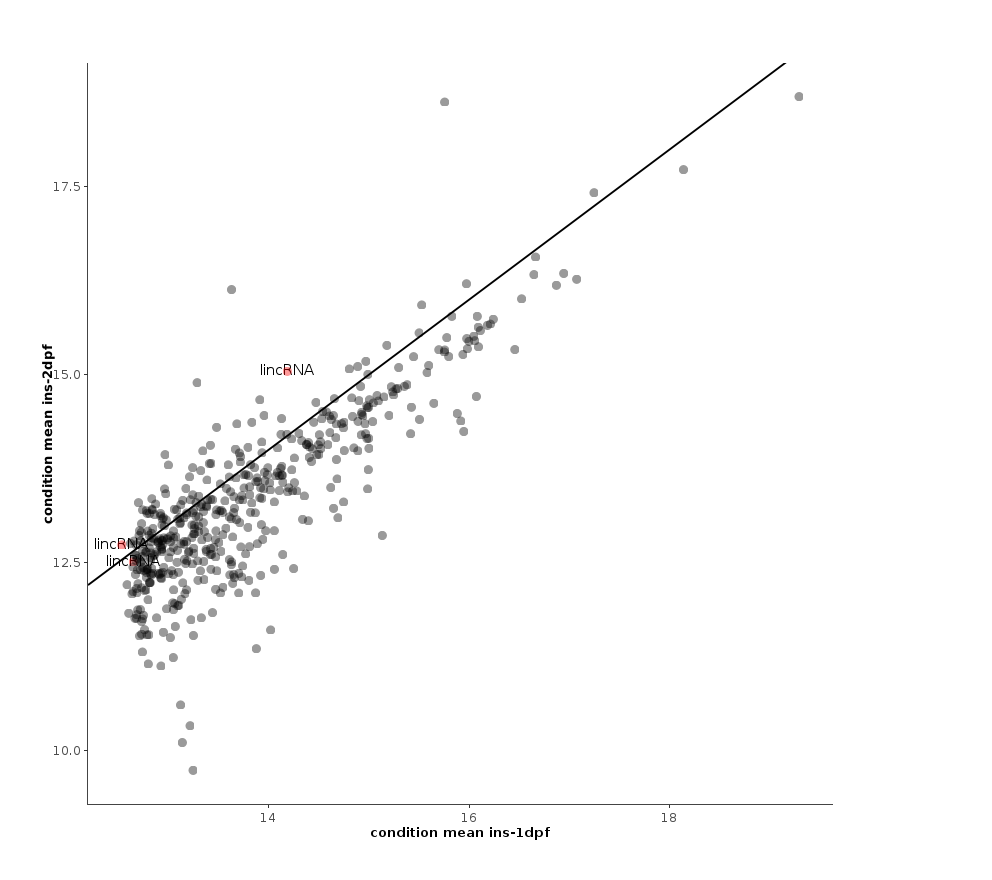 17.5
15.0
12.5
10.0
condition mean ins-2dpf
lincRNA
lincRNA
lincRNA
14
16
18
condition mean ins-1dpf